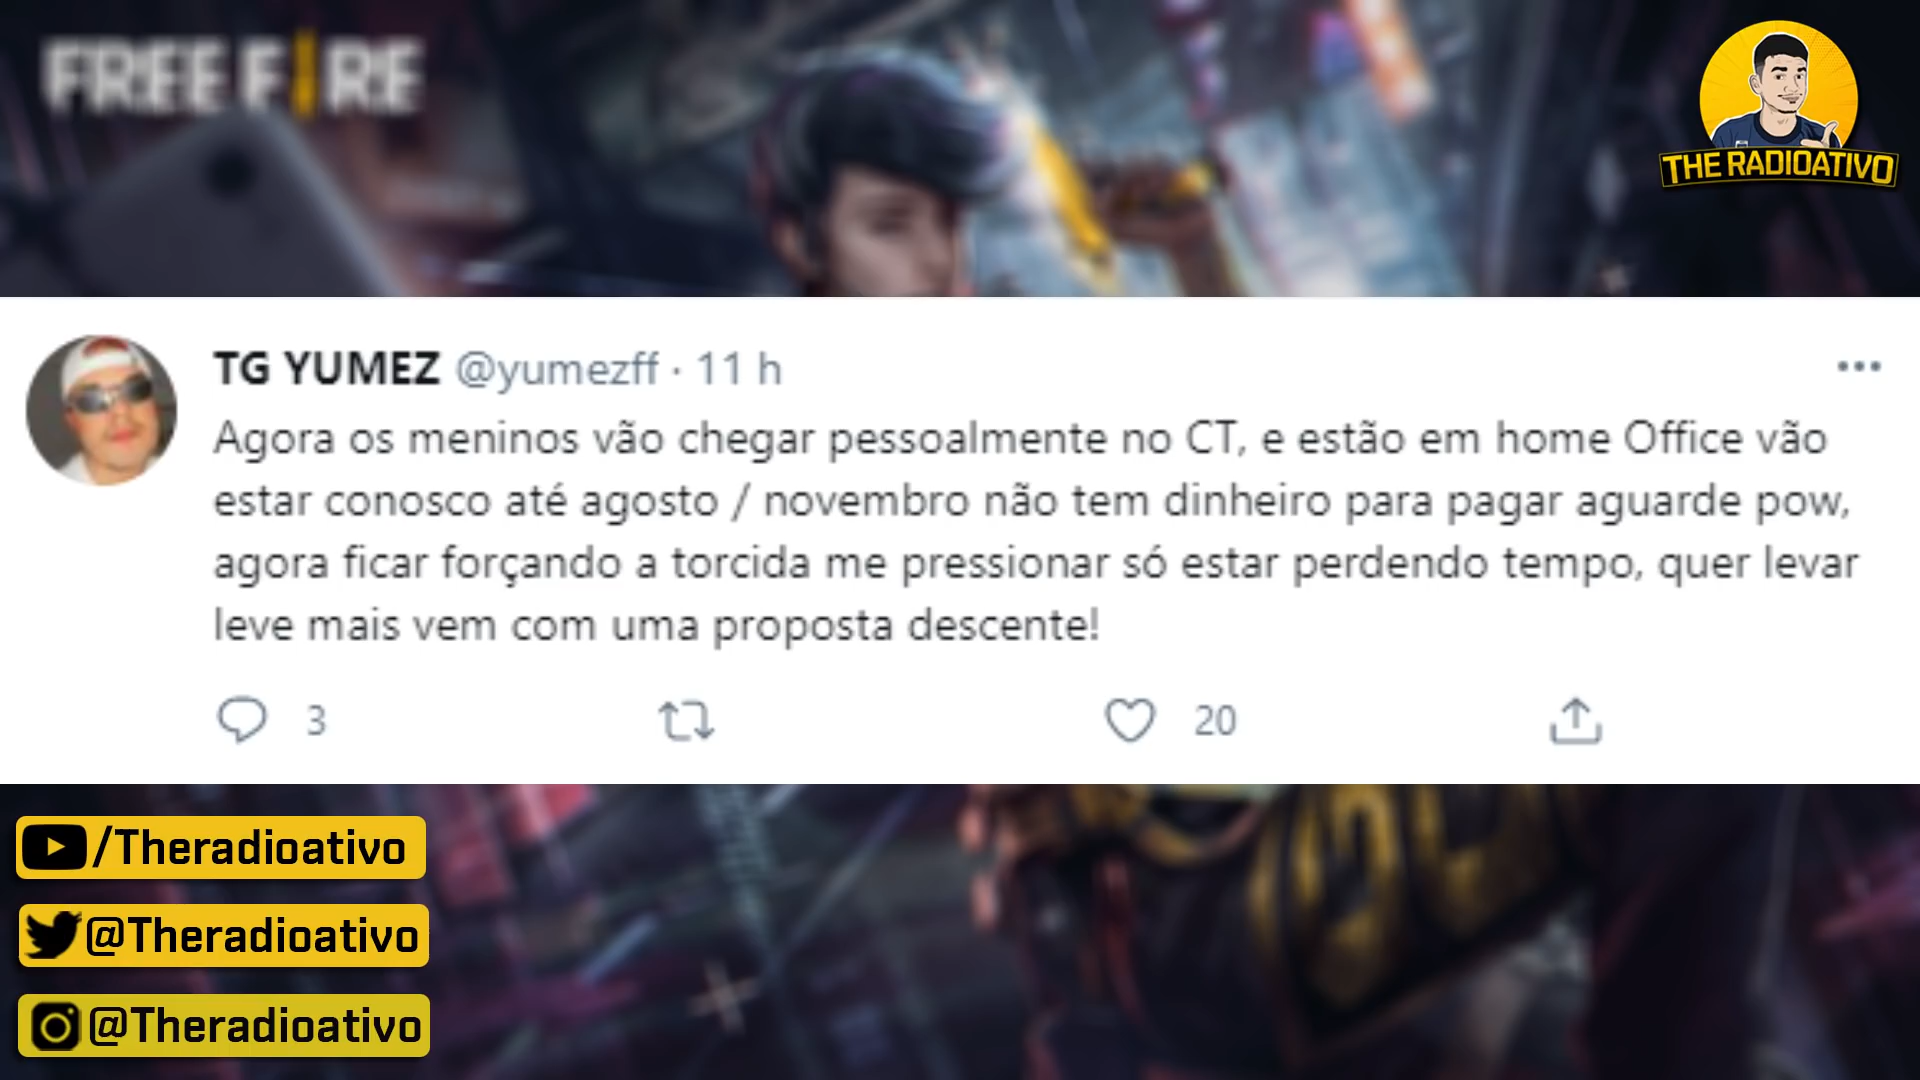 FREE FIRE
THE RADIOATIVO
TG YUMEZ @yumezff · 11 h
Agora os meninos vão chegar pessoalmente no CT, e estão em home Office vão
estar conosco até agosto / novembro não tem dinheiro para pagar aguarde pow,
agora ficar forçando a torcida me pressionar só estar perdendo tempo, quer levar
leve mais vem com uma proposta descente!
3
20
/Theradioativo
@Theradioativo
@Theradioativo